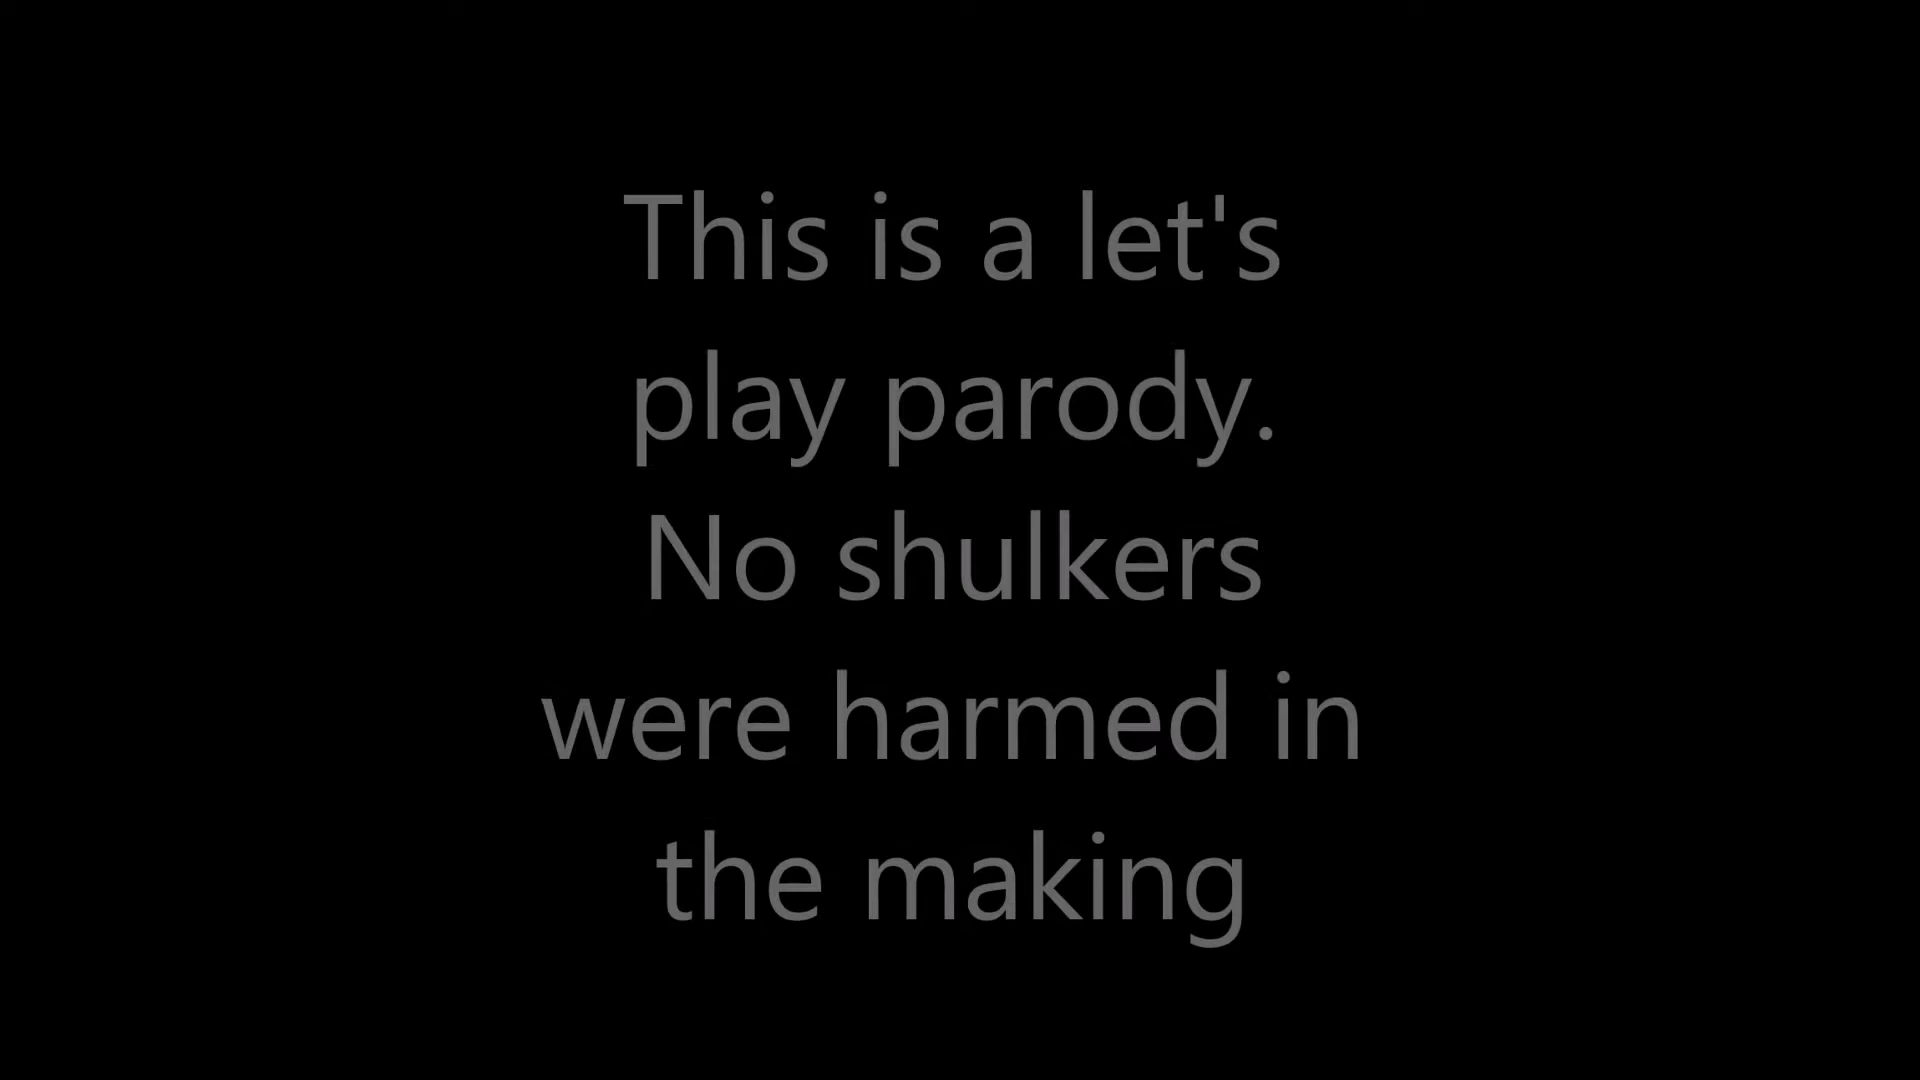 This is a let's
play parody.
No shulkers
were harmed in
the making